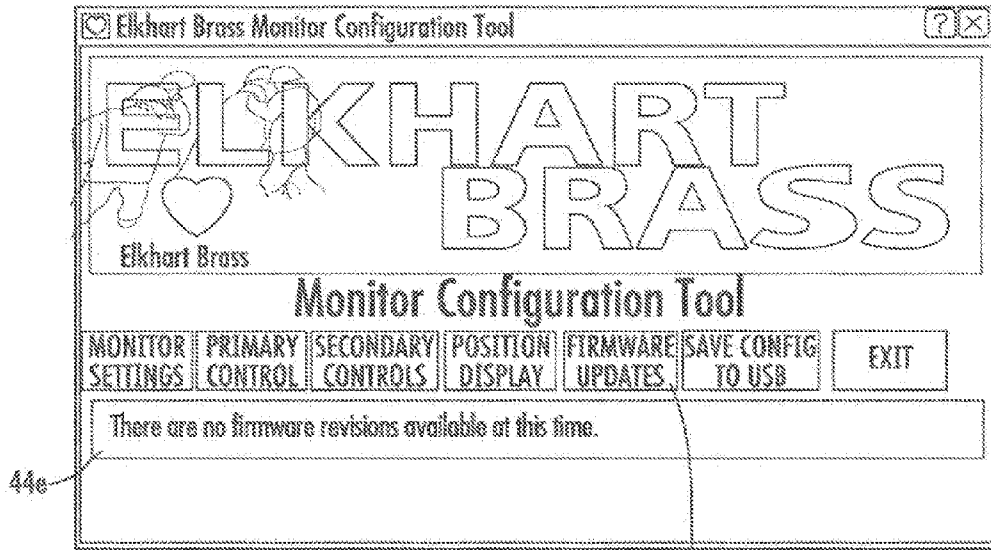 Elkhart Brass Monitor Configuration Tool ? X
ELKHART
BRASS
Elkhart Brass
Monitor Configuration Tool
MONITOR SETTINGS
PRIMARY CONTROL
SECONDARY CONTROLS
POSITION DISPLAY
FIRMWARE UPDATES
SAVE CONFIG TO USB
EXIT
There are no firmware revisions available at this time.
44e